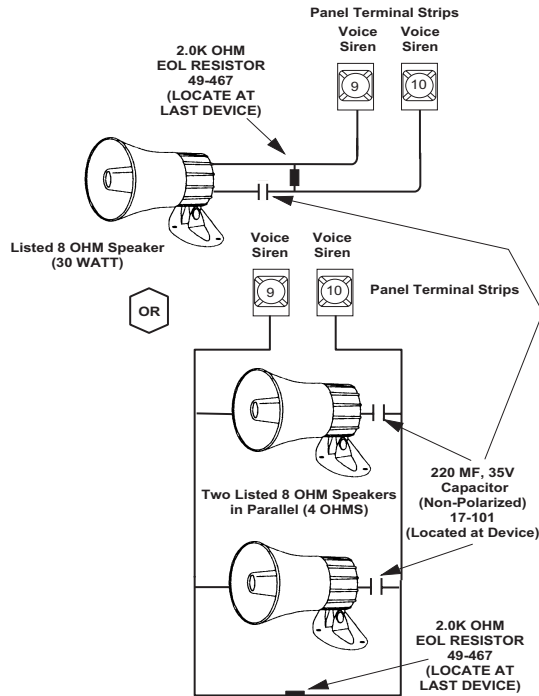 Panel Terminal Strips
Voice
Siren
Voice
Siren
9
10
2.0K OHM
EOL RESISTOR
49-467
(LOCATE AT
LAST DEVICE)
Listed 8 OHM Speaker
(30 WATT)
OR
Voice
Siren
Voice
Siren
9
10
Panel Terminal Strips
Two Listed 8 OHM Speakers
in Parallel (4 OHMS)
220 MF, 35V
Capacitor
(Non-Polarized)
17-101
(Located at Device)
2.0K OHM
EOL RESISTOR
49-467
(LOCATE AT
LAST DEVICE)